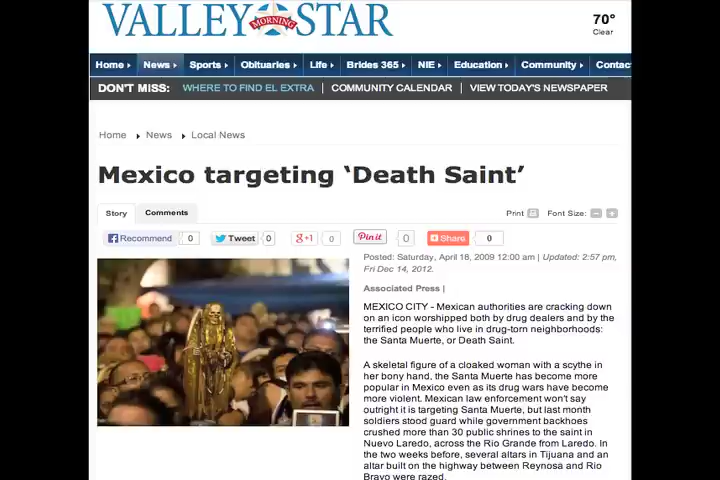 VALLEY MORNING STAR
70°
Clear
Home News Sports Obituaries Life Brides 365 NIE Education Community Contac
DON'T MISS: WHERE TO FIND EL EXTRA | COMMUNITY CALENDAR | VIEW TODAY'S NEWSPAPER
Home News Local News
Mexico targeting ‘Death Saint’
Story Comments
Print Font Size:
Recommend 0 Tweet 0 g+1 0 Pin it 0 Share 0
Posted: Saturday, April 18, 2009 12:00 am | Updated: 2:57 pm,
Fri Dec 14, 2012.
Associated Press |
MEXICO CITY - Mexican authorities are cracking down
on an icon worshipped both by drug dealers and by the
terrified people who live in drug-torn neighborhoods:
the Santa Muerte, or Death Saint.
A skeletal figure of a cloaked woman with a scythe in
her bony hand, the Santa Muerte has become more
popular in Mexico even as its drug wars have become
more violent. Mexican law enforcement won't say
outright it is targeting Santa Muerte, but last month
soldiers stood guard while government backhoes
crushed more than 30 public shrines to the saint in
Nuevo Laredo, across the Rio Grande from Laredo. In
the two weeks before, several altars in Tijuana and an
altar built on the highway between Reynosa and Rio
Bravo were razed.